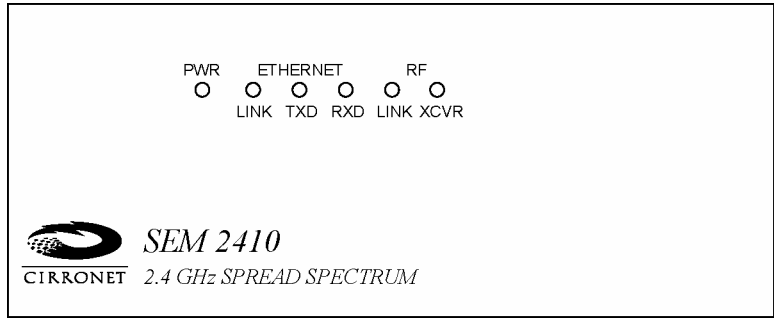 PWR ETHERNET RF
LINK TXD RXD LINK XCVR
SEM 2410
CIRRONET 2.4 GHz SPREAD SPECTRUM